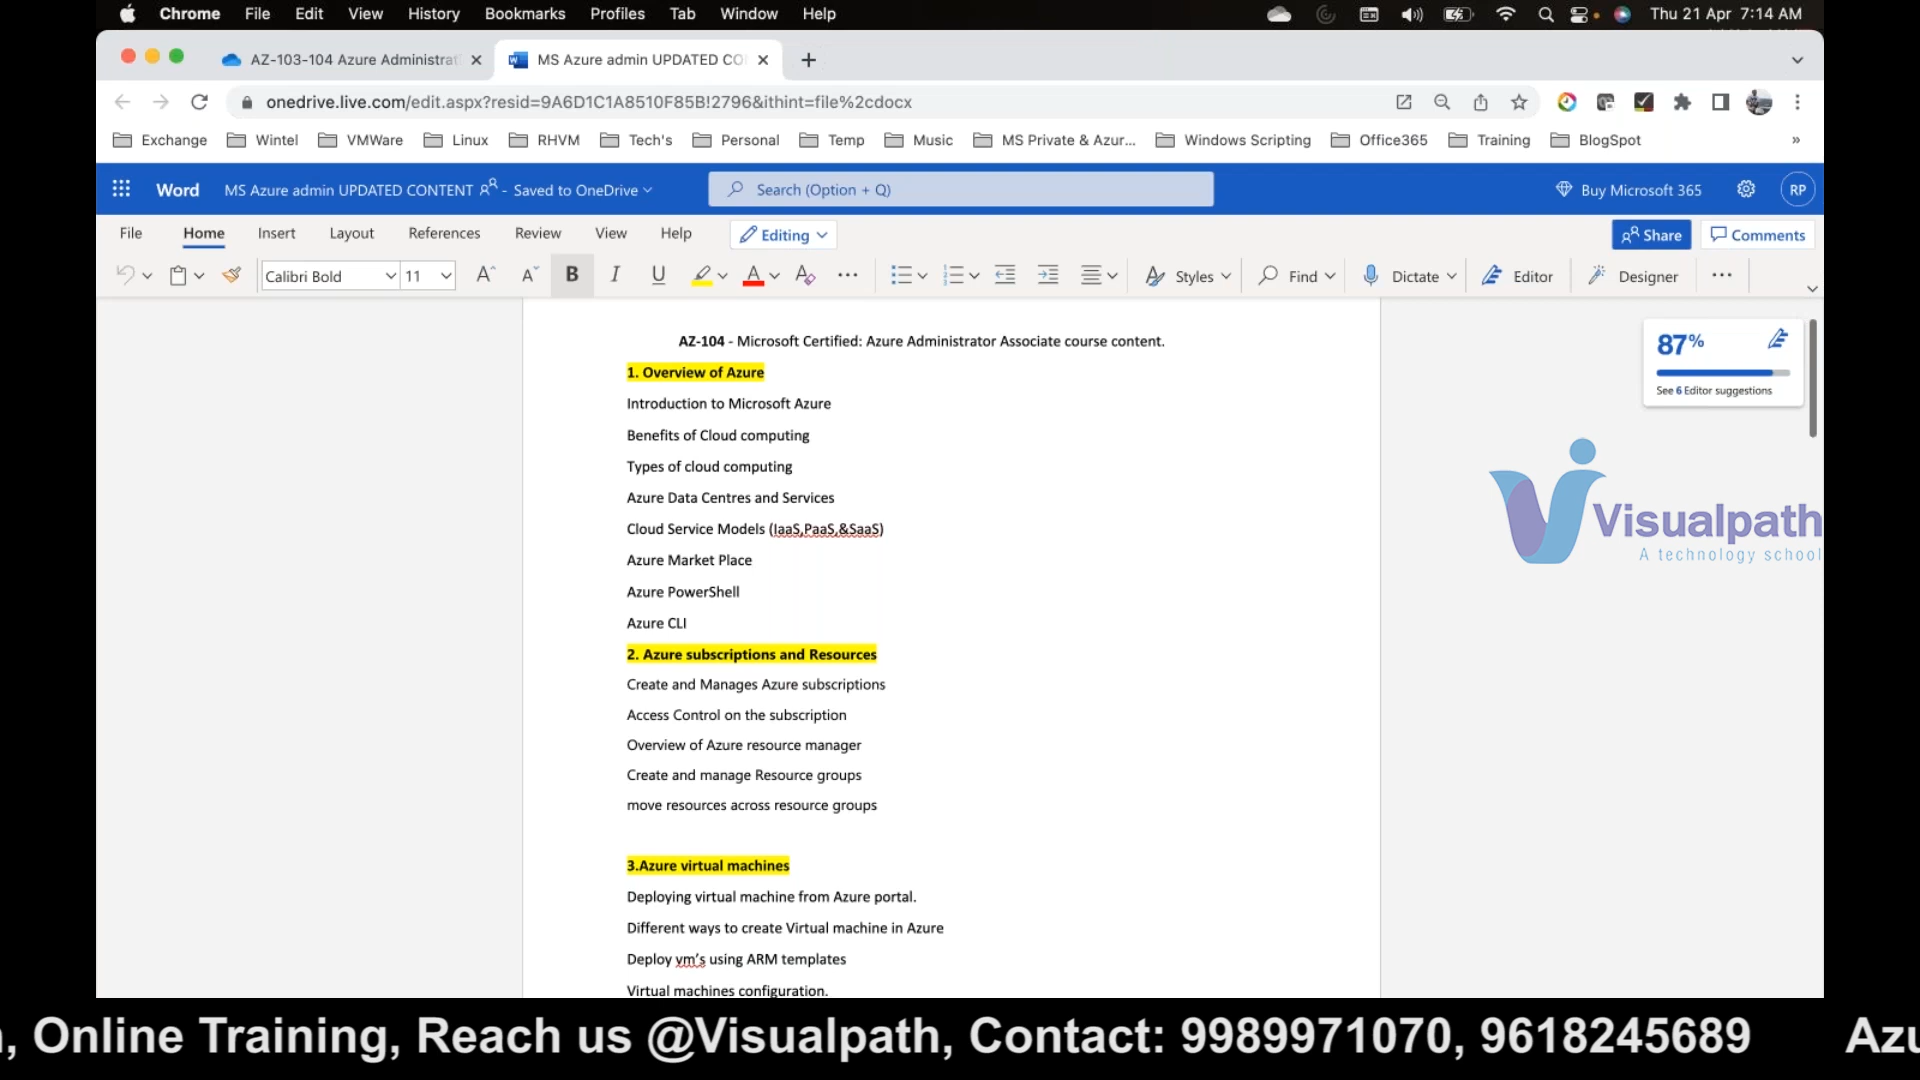 Chrome File Edit View History Bookmarks Profiles Tab Window Help Thu 21 Apr 7:14 AM
AZ-103-104 Azure Administrat MS Azure admin UPDATED CO
onedrive.live.com/edit.aspx?resid=9A6D1C1A8510F85B!2796&ithint=file%2cdocx
Exchange Wintel VMWare Linux RHVM Tech's Personal Temp Music MS Private & Azur... Windows Scripting Office365 Training BlogSpot »
Word MS Azure admin UPDATED CONTENT - Saved to OneDrive Search (Option + Q) Buy Microsoft 365 RP
File Home Insert Layout References Review View Help Editing Share Comments
Calibri Bold 11 A A B I U A A ... Styles Find Dictate Editor Designer ...
AZ-104 - Microsoft Certified: Azure Administrator Associate course content.
87%
See 6 Editor suggestions
1. Overview of Azure
Introduction to Microsoft Azure
Benefits of Cloud computing
Types of cloud computing
Azure Data Centres and Services
Cloud Service Models (IaaS,PaaS,&SaaS)
Azure Market Place
Azure PowerShell
Azure CLI
Visualpath
A technology school
2. Azure subscriptions and Resources
Create and Manages Azure subscriptions
Access Control on the subscription
Overview of Azure resource manager
Create and manage Resource groups
move resources across resource groups
3.Azure virtual machines
Deploying virtual machine from Azure portal.
Different ways to create Virtual machine in Azure
Deploy vm's using ARM templates
Virtual machines configuration.
, Online Training, Reach us @Visualpath, Contact: 9989971070, 9618245689 Azu